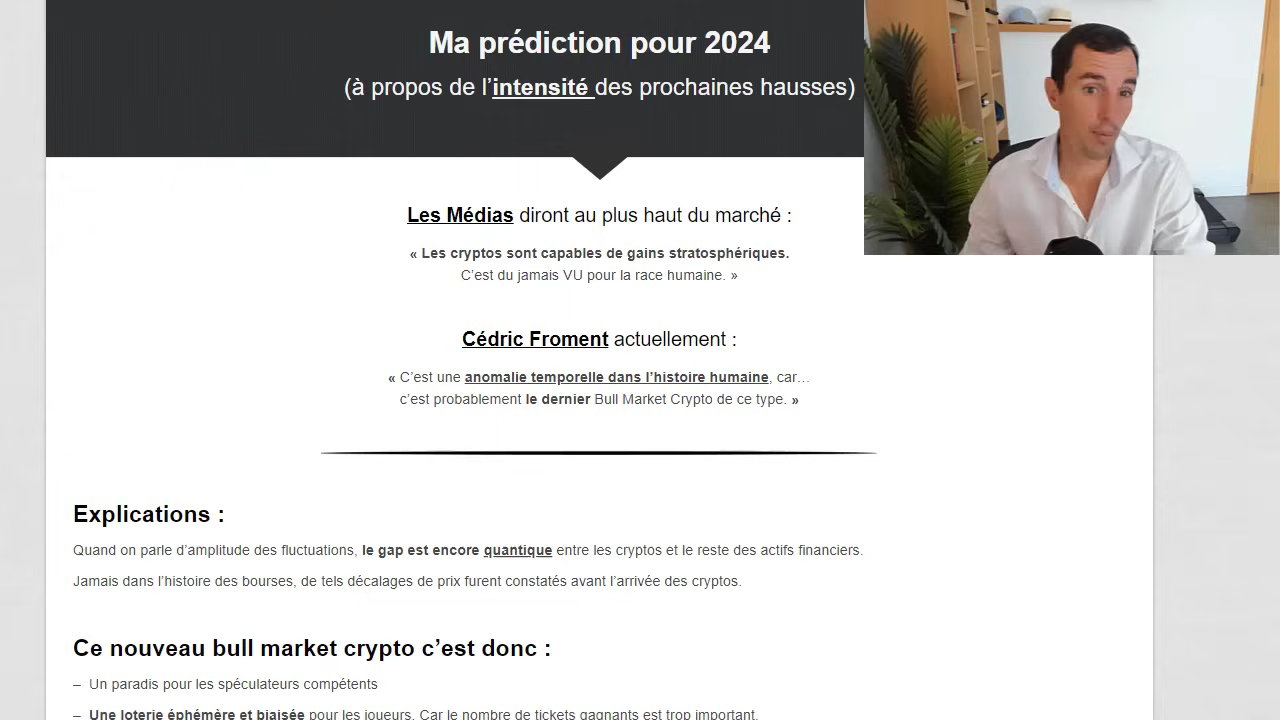 Ma prédiction pour 2024
(à propos de l’intensité des prochaines hausses)
Les Médias diront au plus haut du marché :
« Les cryptos sont capables de gains stratosphériques.
C’est du jamais VU pour la race humaine. »
Cédric Froment actuellement :
« C’est une anomalie temporelle dans l’histoire humaine, car…
c’est probablement le dernier Bull Market Crypto de ce type. »
Explications :
Quand on parle d’amplitude des fluctuations, le gap est encore quantique entre les cryptos et le reste des actifs financiers.
Jamais dans l’histoire des bourses, de tels décalages de prix furent constatés avant l’arrivée des cryptos.
Ce nouveau bull market crypto c’est donc :
– Un paradis pour les spéculateurs compétents
– Une loterie éphémère et biaisée pour les joueurs. Car le nombre de tickets gagnants est trop important.